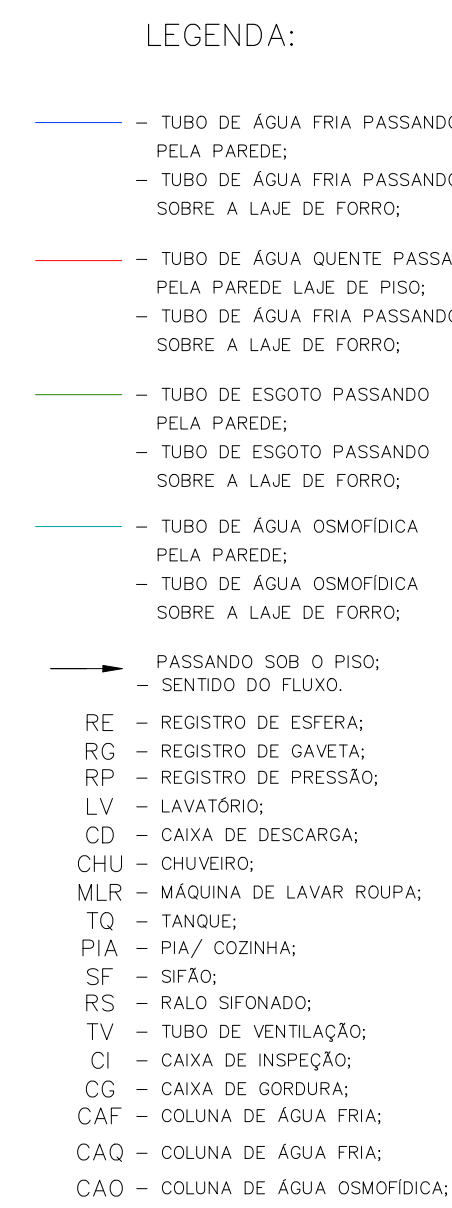 LEGENDA:
– TUBO DE ÁGUA FRIA PASSANDO
PELA PAREDE;
– TUBO DE ÁGUA FRIA PASSANDO
SOBRE A LAJE DE FORRO;
– TUBO DE ÁGUA QUENTE PASSA
PELA PAREDE LAJE DE PISO;
– TUBO DE ÁGUA FRIA PASSANDO
SOBRE A LAJE DE FORRO;
– TUBO DE ESGOTO PASSANDO
PELA PAREDE;
– TUBO DE ESGOTO PASSANDO
SOBRE A LAJE DE FORRO;
– TUBO DE ÁGUA OSMOFÍDICA
PELA PAREDE;
– TUBO DE ÁGUA OSMOFÍDICA
SOBRE A LAJE DE FORRO;
PASSANDO SOB O PISO;
– SENTIDO DO FLUXO.
RE – REGISTRO DE ESFERA;
RG – REGISTRO DE GAVETA;
RP – REGISTRO DE PRESSÃO;
LV – LAVATÓRIO;
CD – CAIXA DE DESCARGA;
CHU – CHUVEIRO;
MLR – MÁQUINA DE LAVAR ROUPA;
TQ – TANQUE;
PIA – PIA/ COZINHA;
SF – SIFÃO;
RS – RALO SIFONADO;
TV – TUBO DE VENTILAÇÃO;
CI – CAIXA DE INSPEÇÃO;
CG – CAIXA DE GORDURA;
CAF – COLUNA DE ÁGUA FRIA;
CAQ – COLUNA DE ÁGUA FRIA;
CAO – COLUNA DE ÁGUA OSMOFÍDICA;